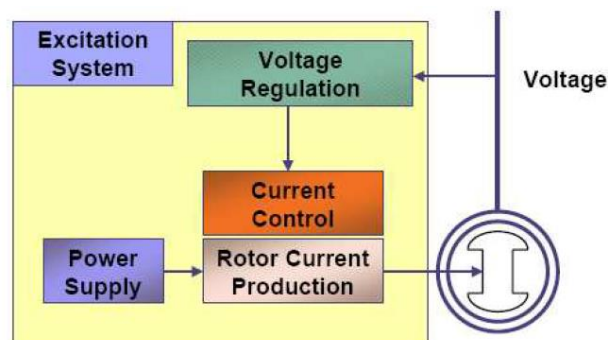 Excitation
System
Voltage
Regulation
Voltage
Current
Control
Power
Supply
Rotor Current
Production